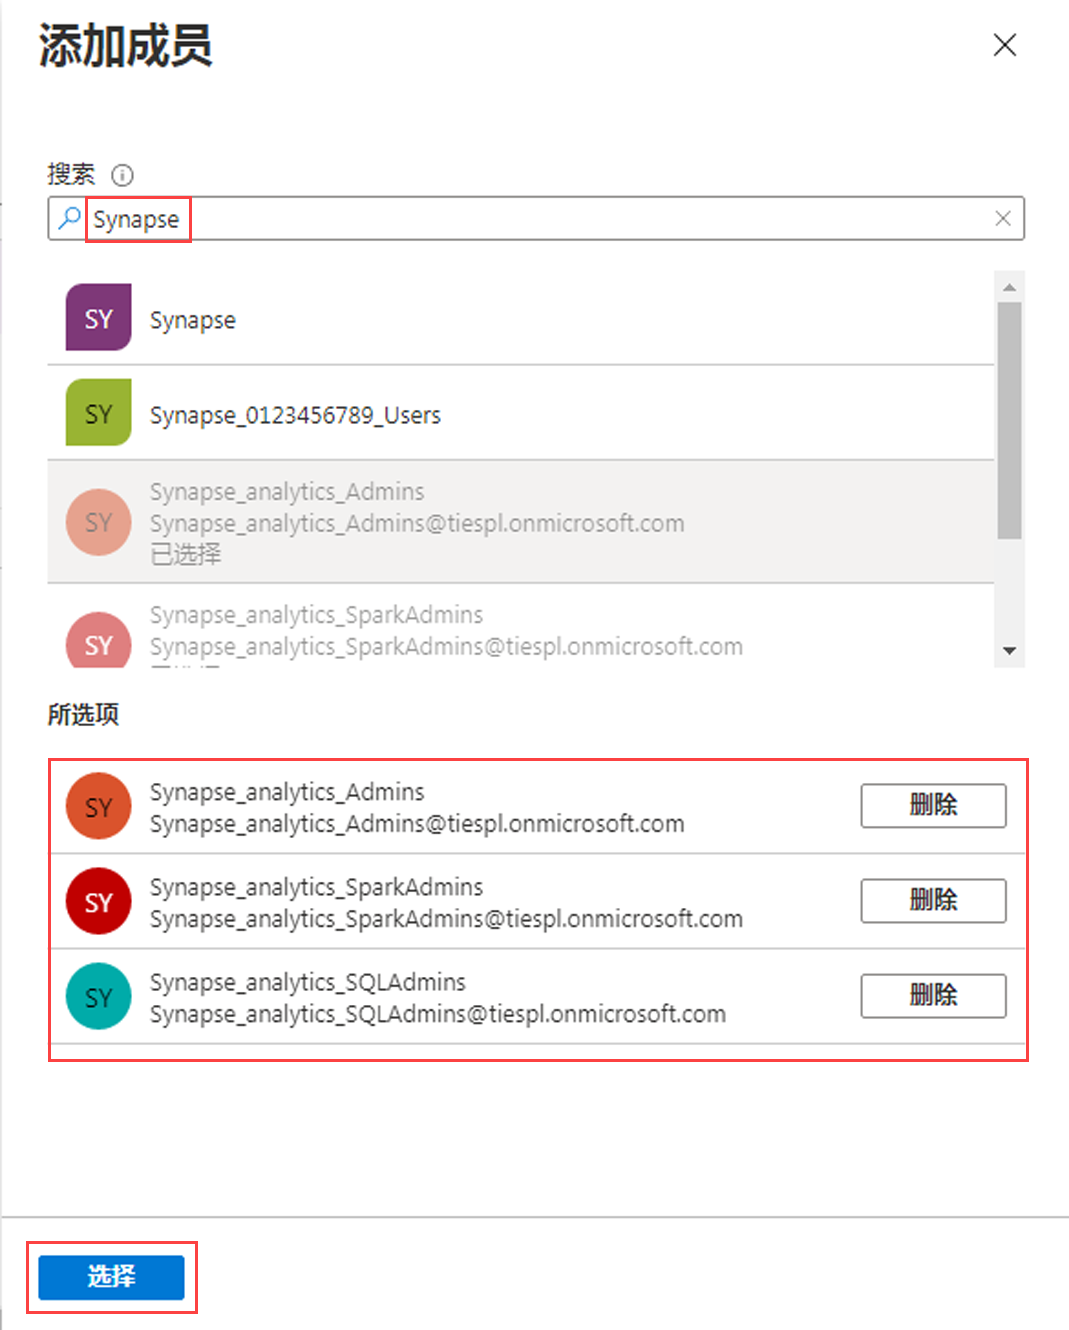 添加成员
搜索
Synapse
SY
Synapse
SY
Synapse_0123456789_Users
SY
Synapse_analytics_Admins
Synapse_analytics_Admins@tiespl.onmicrosoft.com
已选择
SY
Synapse_analytics_SparkAdmins
Synapse_analytics_SparkAdmins@tiespl.onmicrosoft.com
所选项
SY
Synapse_analytics_Admins
Synapse_analytics_Admins@tiespl.onmicrosoft.com
删除
SY
Synapse_analytics_SparkAdmins
Synapse_analytics_SparkAdmins@tiespl.onmicrosoft.com
删除
SY
Synapse_analytics_SQLAdmins
Synapse_analytics_SQLAdmins@tiespl.onmicrosoft.com
删除
选择